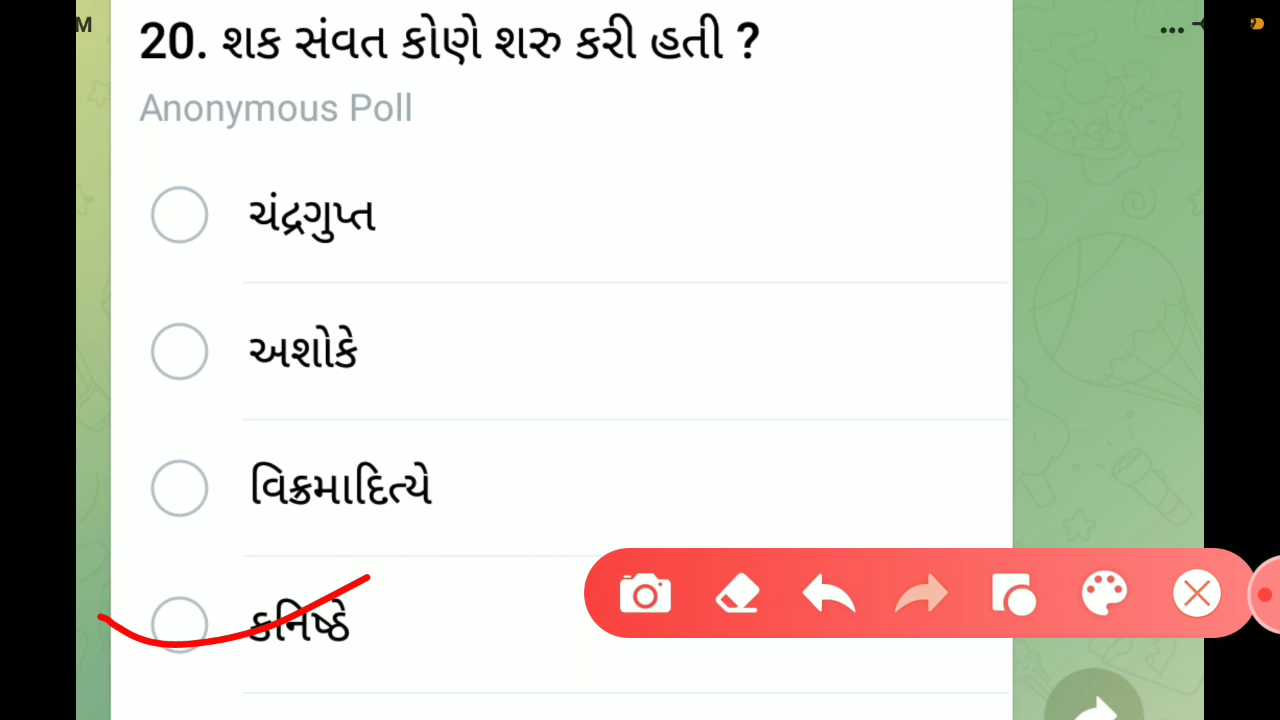 M
20. શક સંવત કોણે શરુ કરી હતી ?
Anonymous Poll
ચંદ્રગુપ્ત
અશોકે
વિક્રમાદિત્યે
કનિષ્ઠે